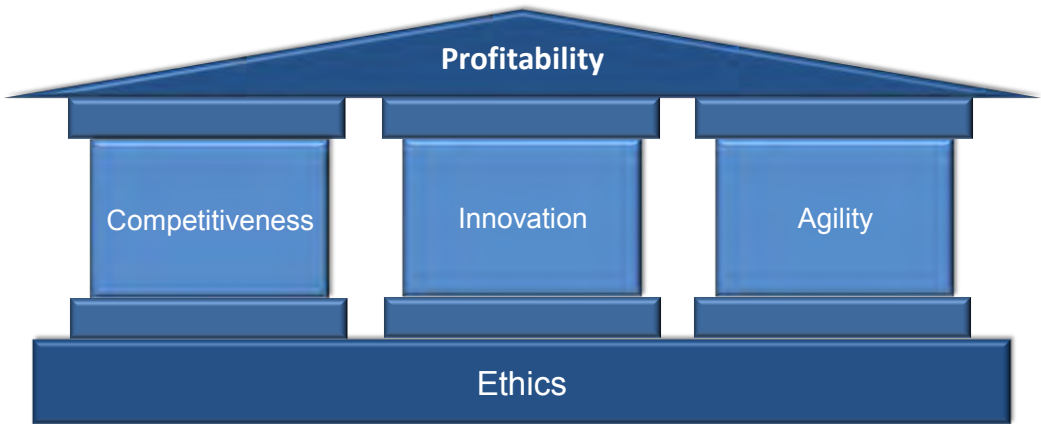 Profitability
Competitiveness
Innovation
Agility
Ethics